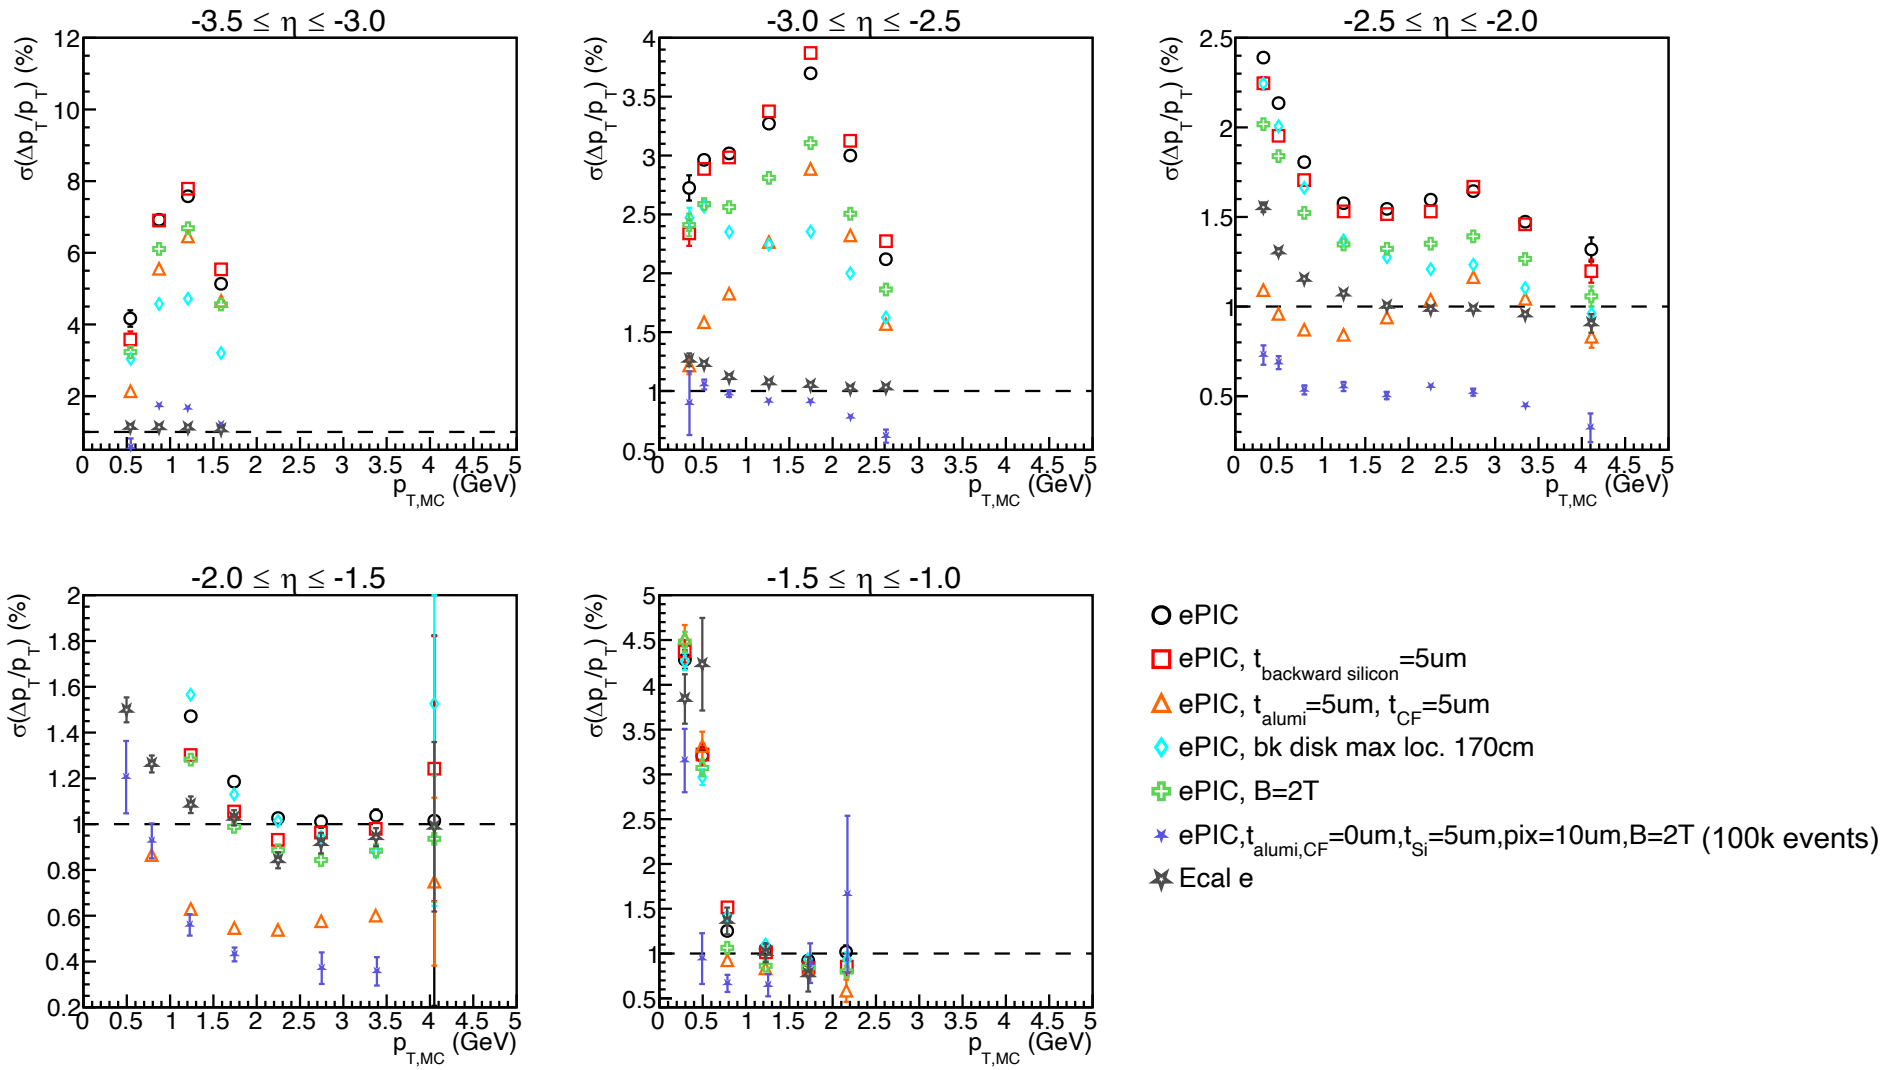 -3.5 ≤ η ≤ -3.0
σ(Δp_T/p_T) (%)
12
10
8
6
4
2
0 0.5 1 1.5 2 2.5 3 3.5 4 4.5 5
p_T,MC (GeV)
-3.0 ≤ η ≤ -2.5
σ(Δp_T/p_T) (%)
4
3.5
3
2.5
2
1.5
1
0.5
0 0.5 1 1.5 2 2.5 3 3.5 4 4.5 5
p_T,MC (GeV)
-2.5 ≤ η ≤ -2.0
σ(Δp_T/p_T) (%)
2.5
2
1.5
1
0.5
0 0.5 1 1.5 2 2.5 3 3.5 4 4.5 5
p_T,MC (GeV)
-2.0 ≤ η ≤ -1.5
σ(Δp_T/p_T) (%)
2
1.8
1.6
1.4
1.2
1
0.8
0.6
0.4
0.2
0 0.5 1 1.5 2 2.5 3 3.5 4 4.5 5
p_T,MC (GeV)
-1.5 ≤ η ≤ -1.0
σ(Δp_T/p_T) (%)
5
4.5
4
3.5
3
2.5
2
1.5
1
0.5
0 0.5 1 1.5 2 2.5 3 3.5 4 4.5 5
p_T,MC (GeV)
ePIC
ePIC, t_backward silicon=5um
ePIC, t_alumi=5um, t_CF=5um
ePIC, bk disk max loc. 170cm
ePIC, B=2T
ePIC,t_alumi,CF=0um,t_Si=5um,pix=10um,B=2T (100k events)
Ecal e